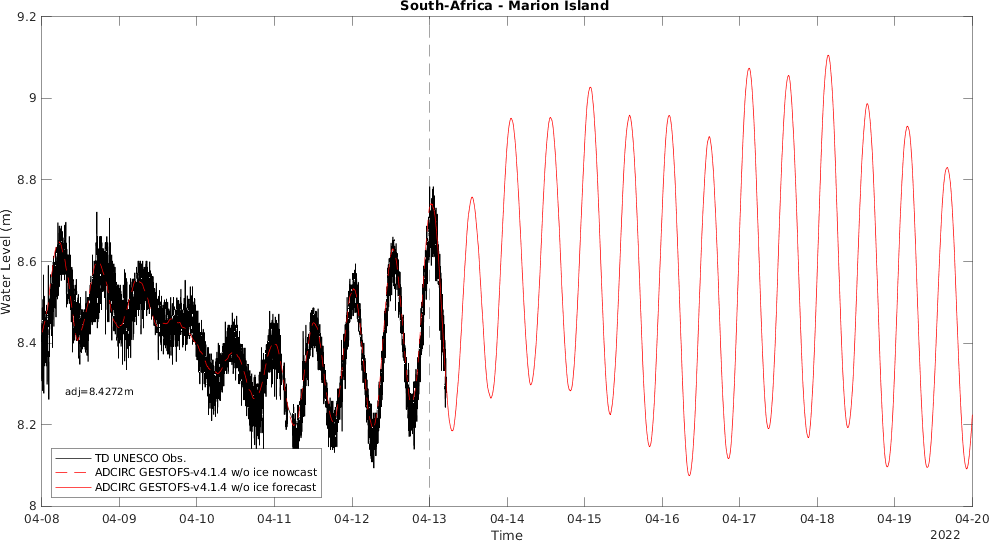 South-Africa - Marion Island
9.2
9
8.8
8.6
8.4
8.2
8
Water Level (m)
adj=8.4272m
TD UNESCO Obs.
ADCIRC GESTOFS-v4.1.4 w/o ice nowcast
ADCIRC GESTOFS-v4.1.4 w/o ice forecast
04-08 04-09 04-10 04-11 04-12 04-13 04-14 04-15 04-16 04-17 04-18 04-19 04-20
Time
2022